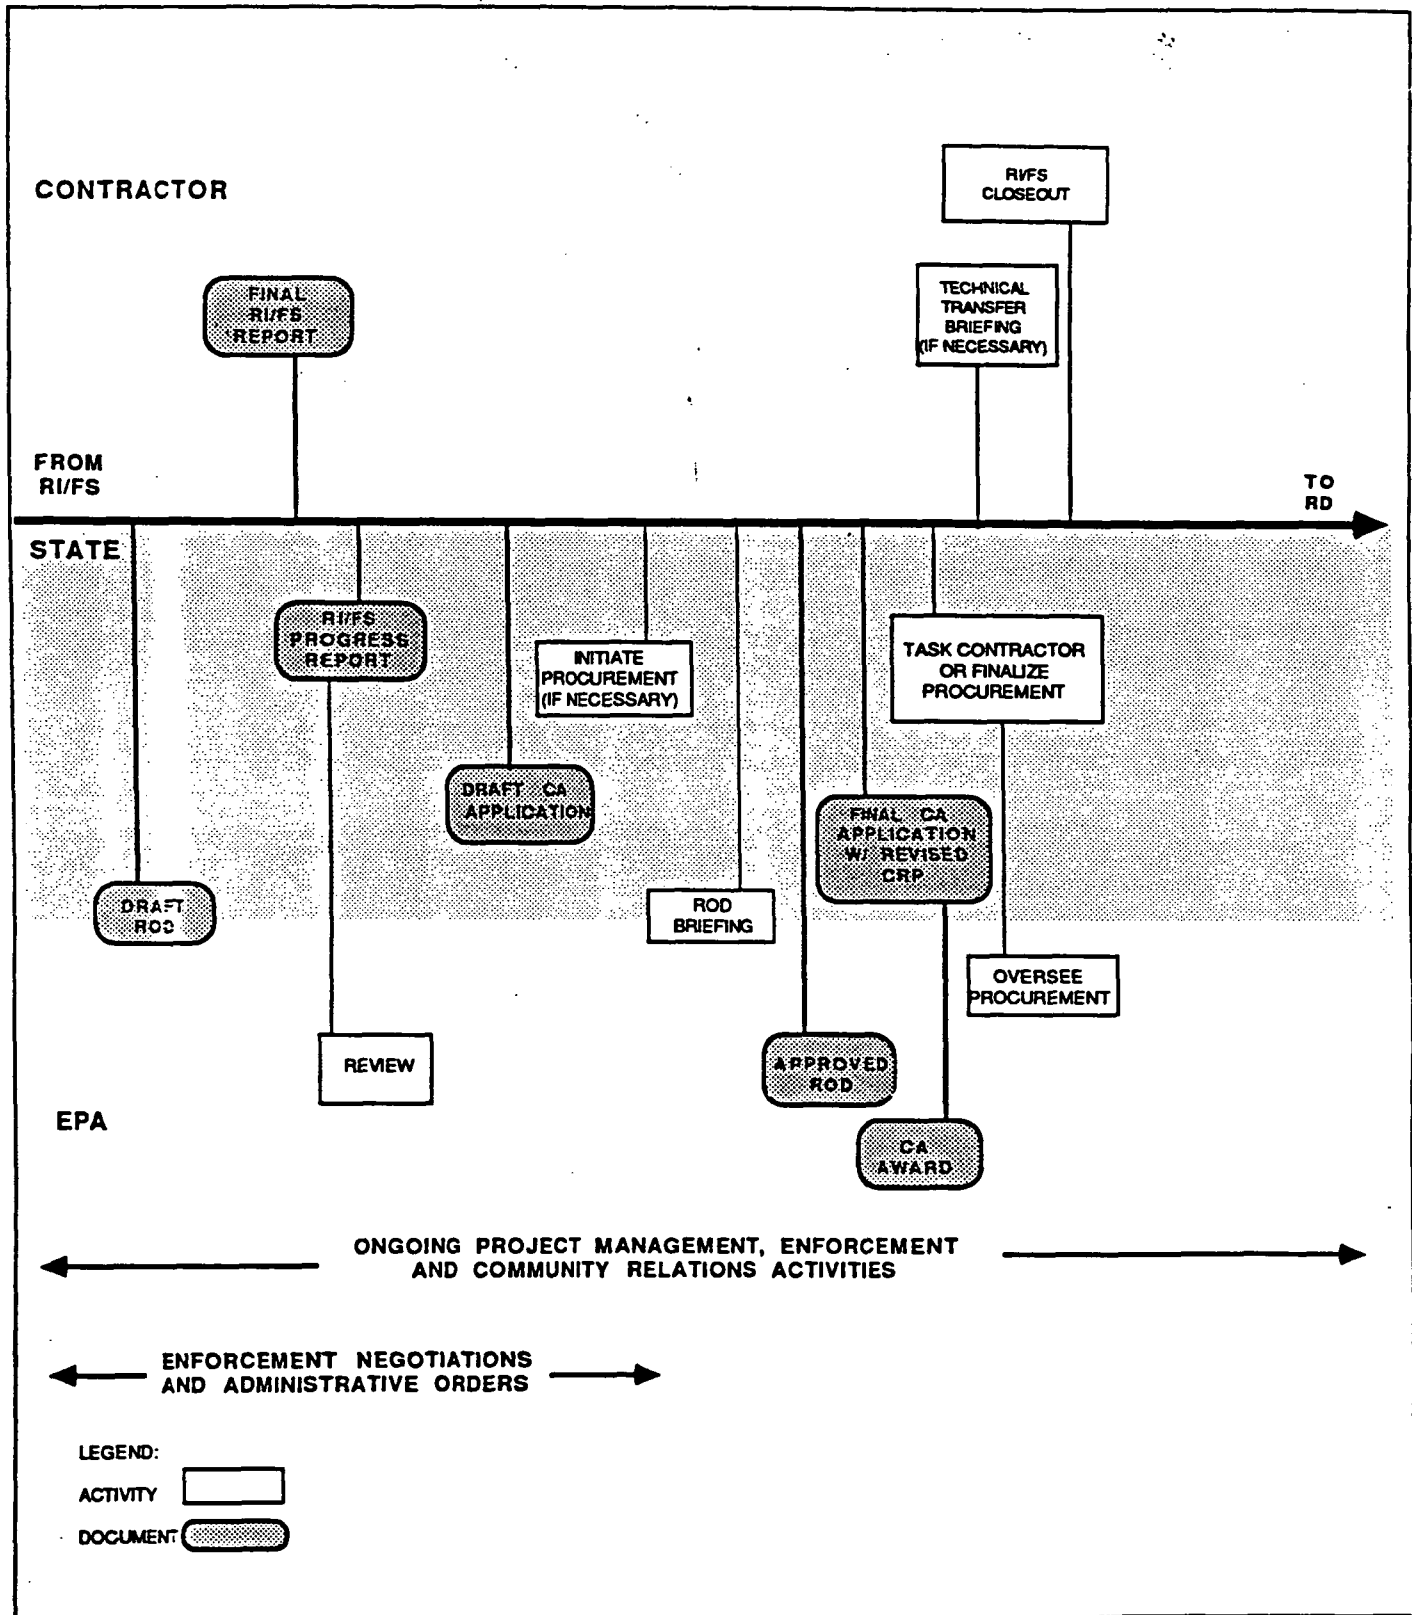 RI/FS
CLOSEOUT
CONTRACTOR
FINAL
RI/FS
REPORT
TECHNICAL
TRANSFER
BRIEFING
(IF NECESSARY)
FROM
RI/FS
TO
RD
STATE
RI/FS
PROGRESS
REPORT
INITIATE
PROCUREMENT
(IF NECESSARY)
TASK CONTRACTOR
OR FINALIZE
PROCUREMENT
DRAFT CA
APPLICATION
FINAL CA
APPLICATION
W/ REVISED
CRP
DRAFT
ROD
ROD
BRIEFING
OVERSEE
PROCUREMENT
REVIEW
APPROVED
ROD
EPA
CA
AWARD
ONGOING PROJECT MANAGEMENT, ENFORCEMENT
AND COMMUNITY RELATIONS ACTIVITIES
ENFORCEMENT NEGOTIATIONS
AND ADMINISTRATIVE ORDERS
LEGEND:
ACTIVITY
DOCUMENT